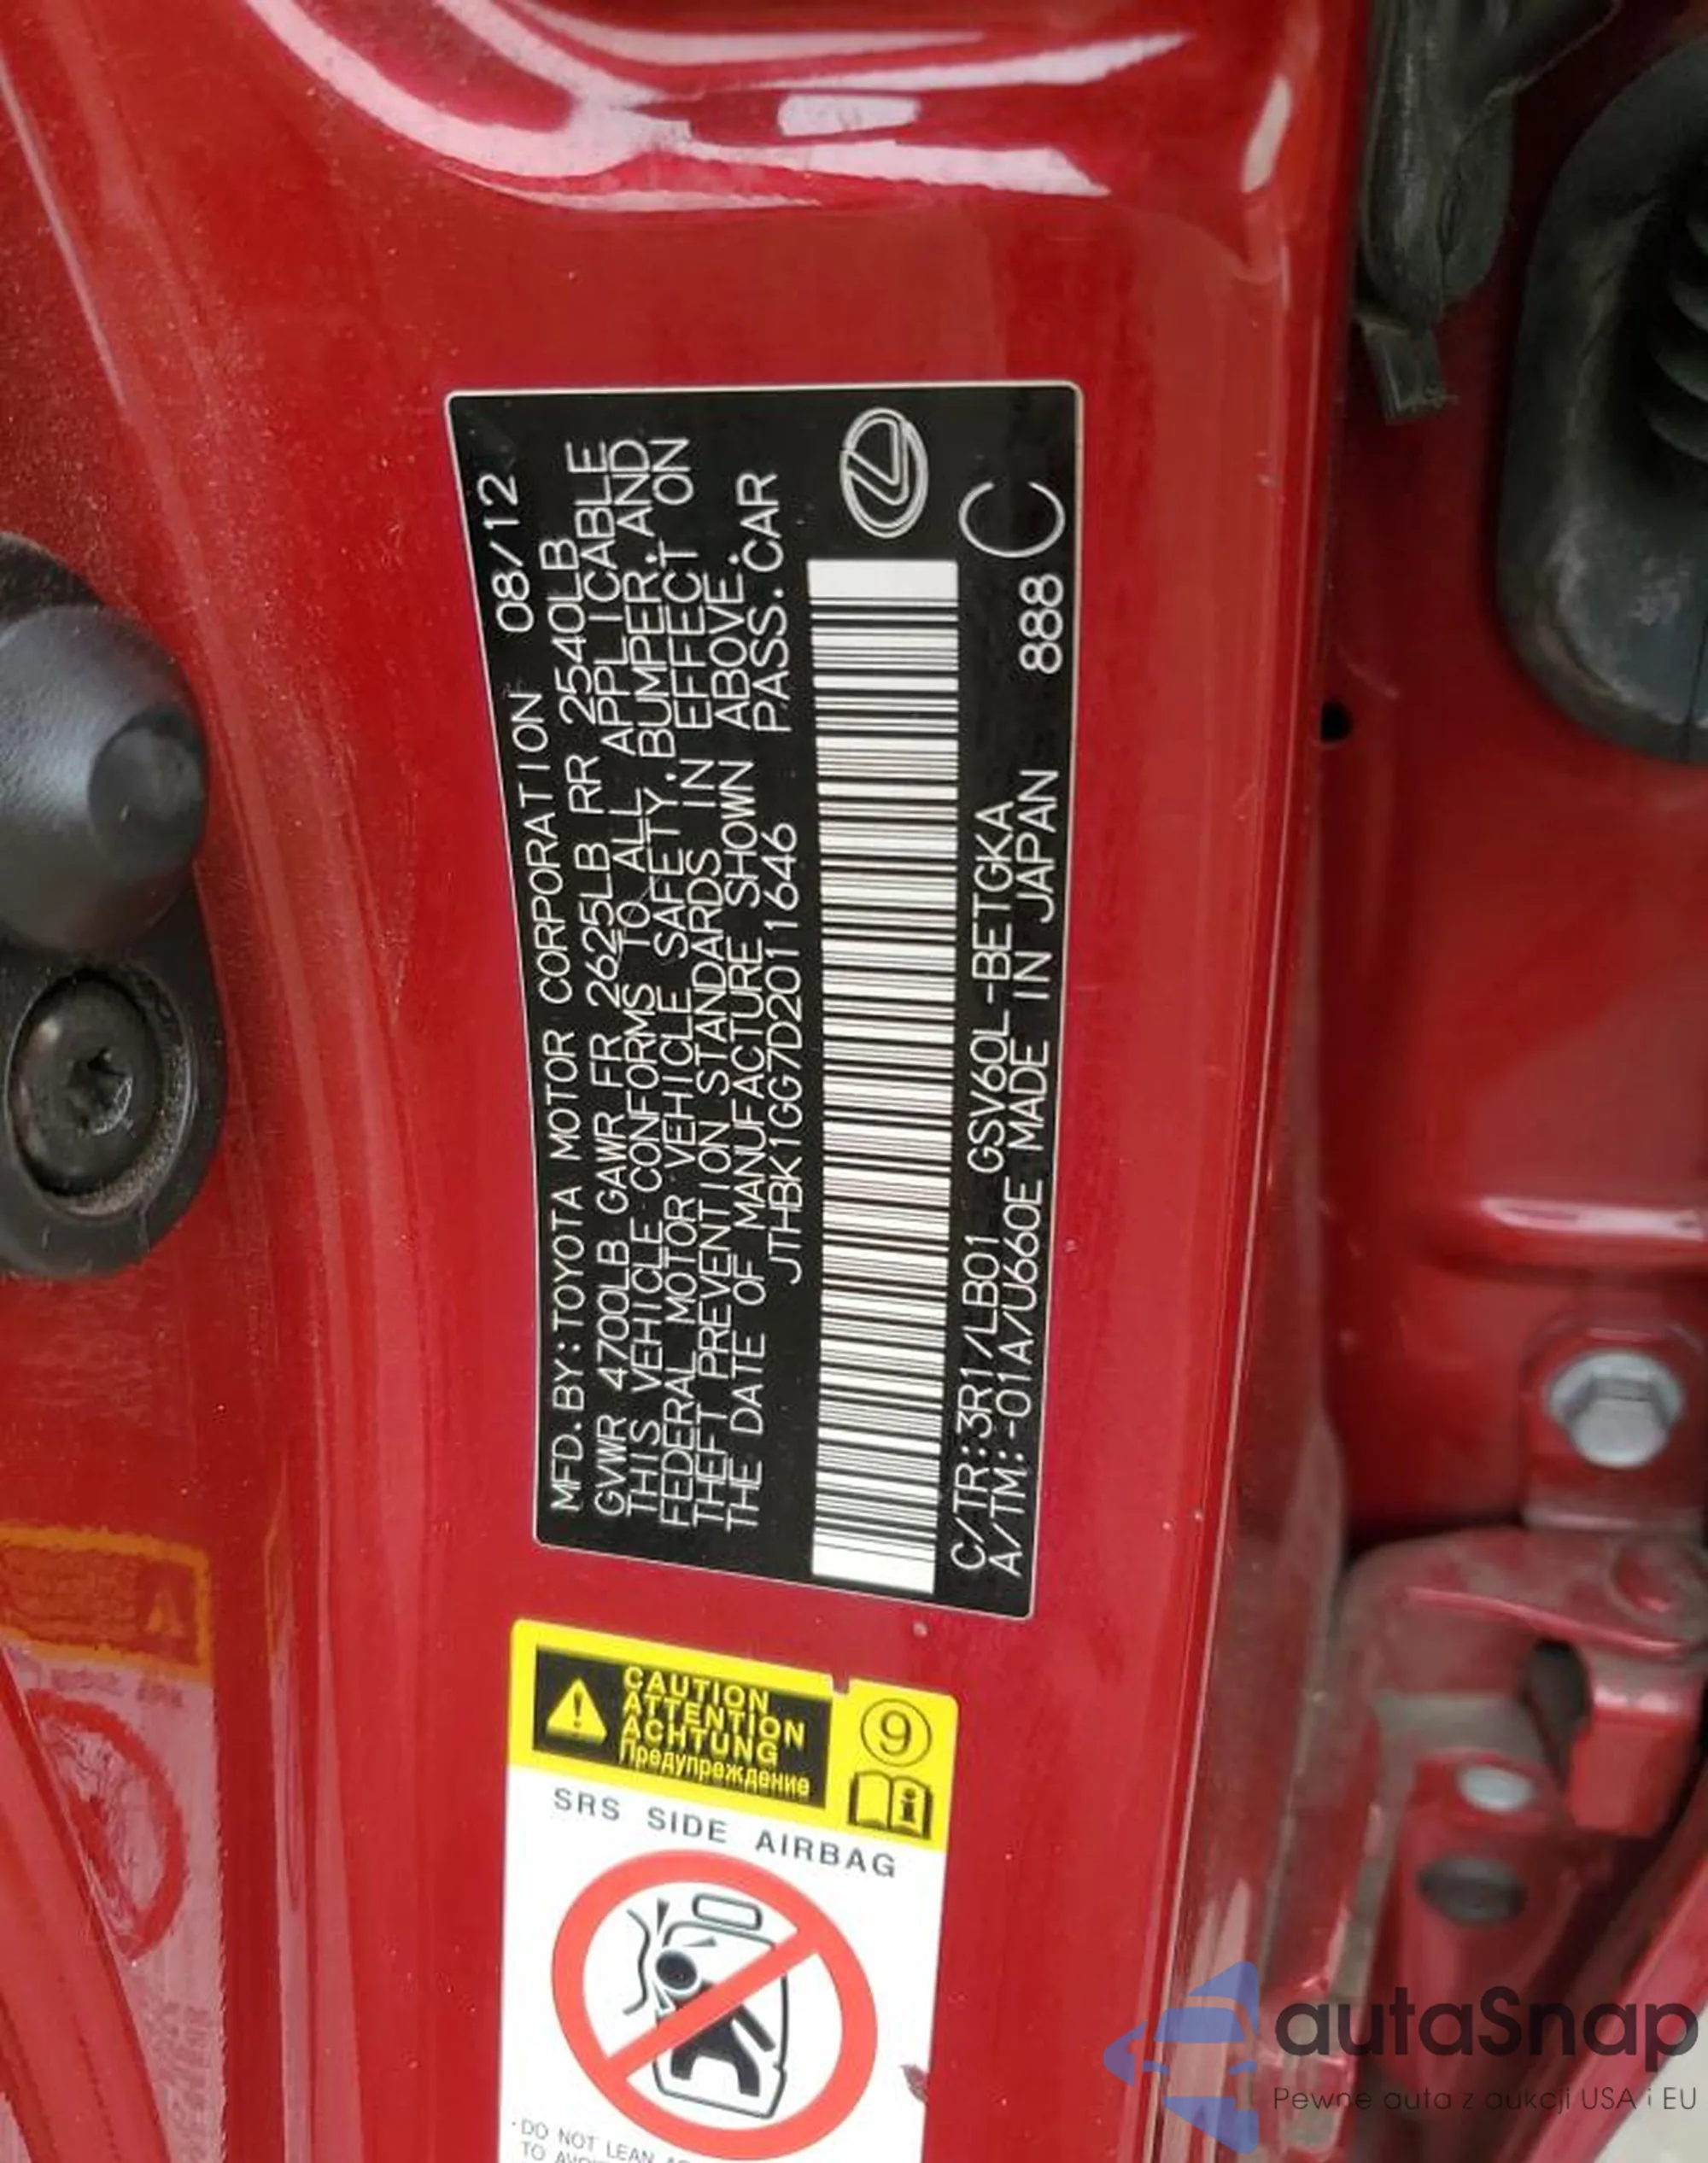 MFD.BY:TOYOTA MOTOR CORPORATION 08/12
GVWR 4700LB GAWR FR 2625LB RR 2540LB
THIS VEHICLE CONFORMS TO ALL APPLICABLE
FEDERAL MOTOR VEHICLE SAFETY.BUMPER.AND
THEFT PREVENTION STANDARDS IN EFFECT ON
THE DATE OF MANUFACTURE SHOWN ABOVE.
JTHBK1GG7D2011646 PASS.CAR
C/TR:3R1/LB01 GSV60L-BETGKA
A/TM:-01A/U660E MADE IN JAPAN 888 C
CAUTION
ATTENTION
ACHTUNG
Предупреждение
9
i
SRS SIDE AIRBAG
·DO NOT LEAN
TO
autaSnap
Pewne auta z aukcji USA i EU